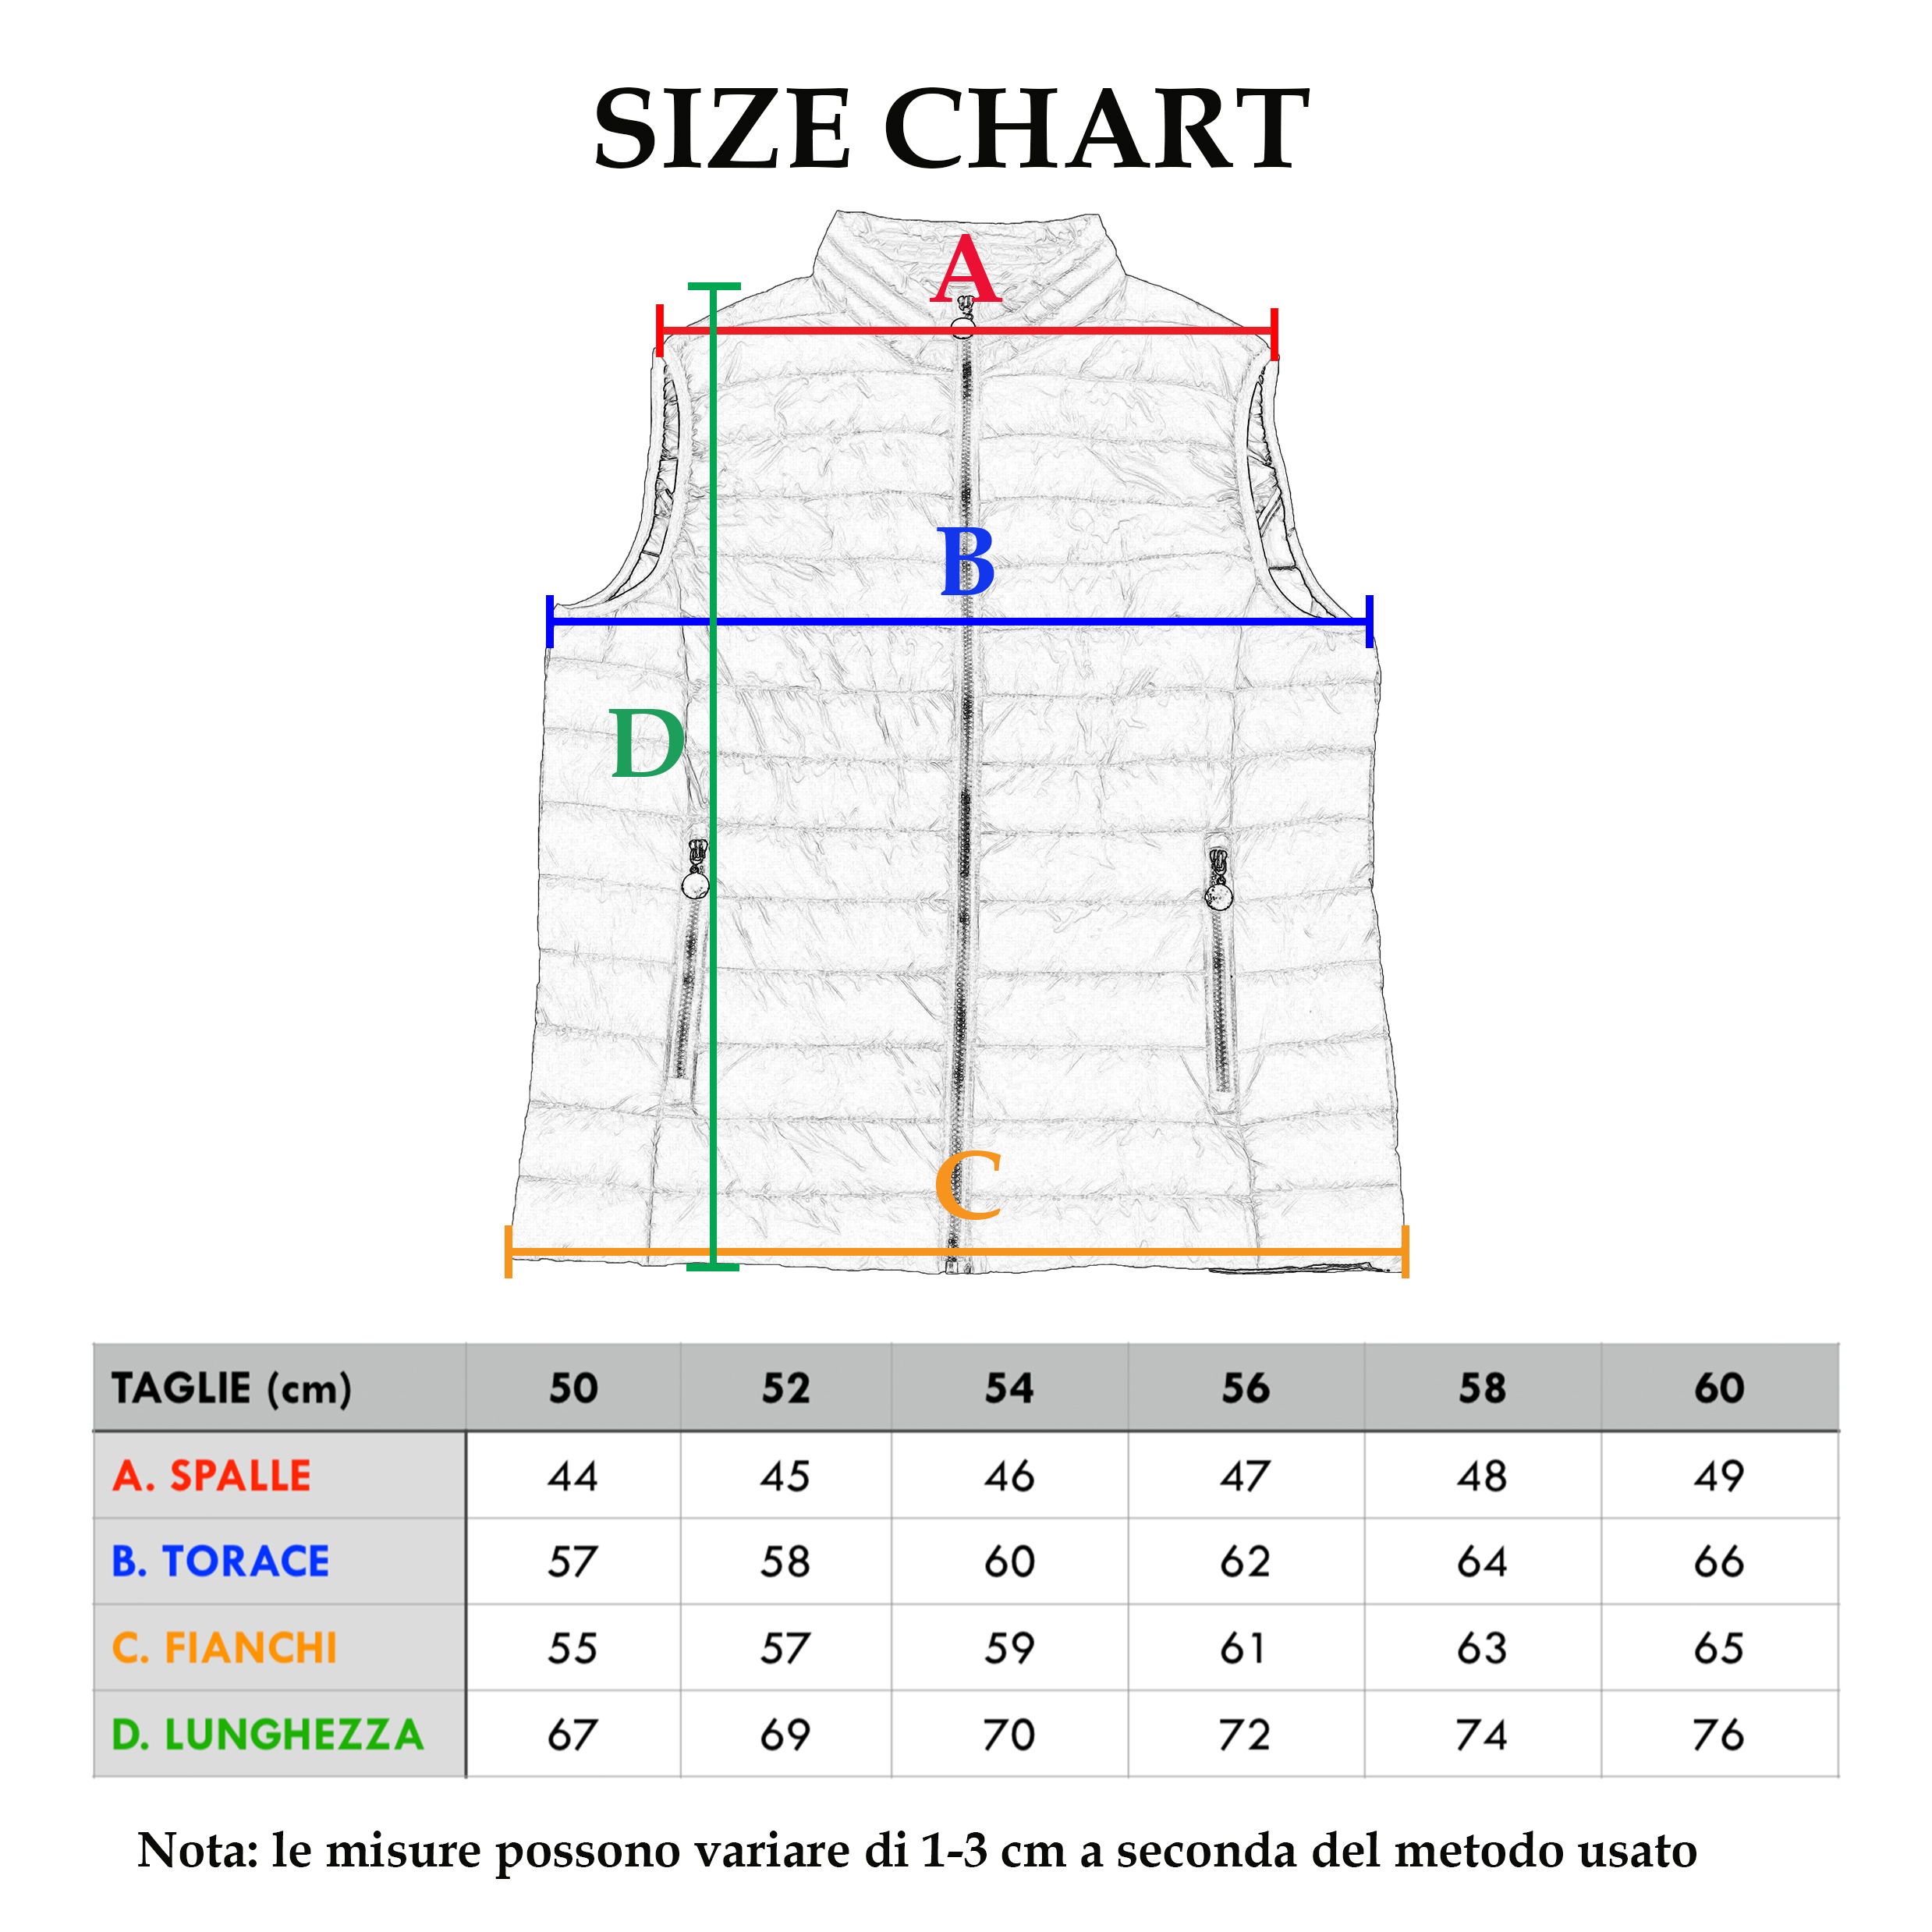 SIZE CHART
A
B
D
C
TAGLIE (cm) 50 52 54 56 58 60
A. SPALLE 44 45 46 47 48 49
B. TORACE 57 58 60 62 64 66
C. FIANCHI 55 57 59 61 63 65
D. LUNGHEZZA 67 69 70 72 74 76
Nota: le misure possono variare di 1-3 cm a seconda del metodo usato